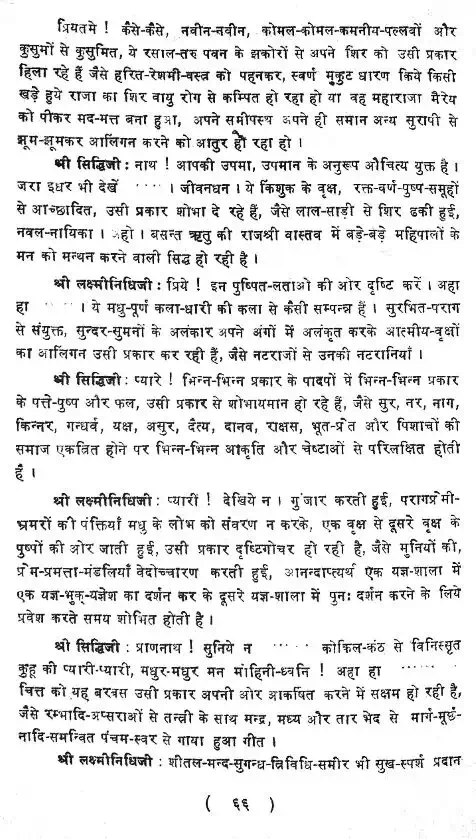 प्रियतमे ! कैसे-कैसे, नवीन-नवीन, कोमल-कोमल-कमनीय-पल्लवों और
कुसुमों से कुसुमित, ये रसाल-तरु पवन के झकोरों से अपने शिर को उसी प्रकार
हिला रहे हैं जैसे हरित-रेशमी-वस्त्र को पहनकर, स्वर्ण मुकुट धारण किये किसी
खड़े हुये राजा का शिर वायु रोग से कम्पित हो रहा हो या वह महाराजा मैरेय
को पीकर मद-मत्त बना हुआ, अपने समीपस्थ अपने ही समान अन्य सुरापी से
झूम-झूमकर आलिंगन करने को आतुर हो रहा हो ।
श्री सिद्धिजी : नाथ ! आपकी उपमा, उपमान के अनुरूप औचित्य युक्त है ।
जरा इधर भी देखें ····· । जीवनधन ! ये किंशुक के वृक्ष, रक्त-वर्ण-पुष्प-समूहों
से आच्छादित, उसी प्रकार शोभा दे रहे हैं, जैसे लाल-साड़ी से शिर ढकी हुई,
नवल-नायिका । अहो ! बसन्त ऋतु की राजश्री वास्तव में बड़े-बड़े महिपालों के
मन को मन्थन करने वाली सिद्ध हो रही है ।
श्री लक्ष्मीनिधिजी : प्रिये ! इन पुष्पित-लताओं की ओर दृष्टि करें । अहा
हा ····· । ये मधु-पूर्ण कला-धारी की कला से कैसी सम्पन्न हैं । सुरभित-पराग
से संयुक्त, सुन्दर-सुमनों के अलंकार अपने अंगों में अलंकृत करके आत्मीय-वृक्षों
का आलिंगन उसी प्रकार कर रही हैं, जैसे नटराजों से उनकी नटरानियाँ ।
श्री सिद्धिजी : प्यारे ! भिन्न-भिन्न प्रकार के पादपों में भिन्न-भिन्न प्रकार
के पत्ते-पुष्प और फल, उसी प्रकार से शोभायमान हो रहे हैं, जैसे सुर, नर, नाग,
किन्नर, गन्धर्व, यक्ष, असुर, दैत्य, दानव, राक्षस, भूत-प्रेत और पिशाचों की
समाज एकत्रित होने पर भिन्न-भिन्न आकृति और चेष्टाओं से परिलक्षित होती
है ।
श्री लक्ष्मीनिधिजी : प्यारी ! देखिये न । गुंजार करती हुई, परागप्रेमी-
भ्रमरों की पंक्तियाँ मधु के लोभ को संवरण न करके, एक वृक्ष से दूसरे वृक्ष के
पुष्पों की ओर जाती हुई, उसी प्रकार दृष्टिगोचर हो रही है, जैसे मुनियों की,
प्रेम-प्रमत्ता-मंडलियाँ वेदोच्चारण करती हुई, आनन्दाप्त्यर्थ एक यज्ञ-शाला में
एक यज्ञ-भुक्-यज्ञेश का दर्शन कर के दूसरे यज्ञ-शाला में पुनः दर्शन करने के लिये
प्रवेश करते समय शोभित होती है ।
श्री सिद्धिजी : प्राणनाथ ! सुनिये न ····· कोकिल-कंठ से विनिस्सृत
कुहू की प्यारी-प्यारी, मधुर-मधुर मन मोहिनी-ध्वनि ! अहा हा ······
चित्त को यह बरवस उसी प्रकार अपनी ओर आकर्षित करने में सक्षम हो रही है,
जैसे रम्भादि-अप्सराओं से तन्त्री के साथ मन्द्र, मध्य और तार भेद से मार्ग-मूर्छ-
नादि-समन्वित पंचम-स्वर से गाया हुआ गीत ।
श्री लक्ष्मीनिधिजी : शीतल-मन्द-सुगन्ध-त्रिविधि-समीर भी सुख-स्पर्श प्रदान
( ६६ )